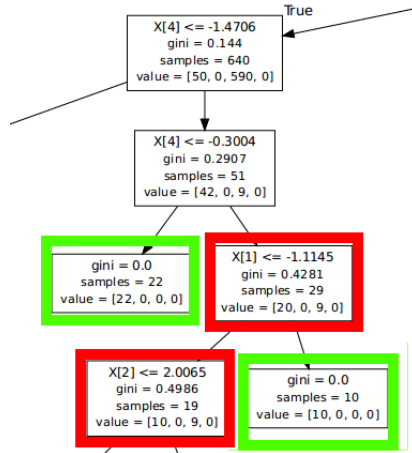 True
X[4] <= -1.4706
gini = 0.144
samples = 640
value = [50, 0, 590, 0]
X[4] <= -0.3004
gini = 0.2907
samples = 51
value = [42, 0, 9, 0]
gini = 0.0
samples = 22
value = [22, 0, 0, 0]
X[1] <= -1.1145
gini = 0.4281
samples = 29
value = [20, 0, 9, 0]
X[2] <= 2.0065
gini = 0.4986
samples = 19
value = [10, 0, 9, 0]
gini = 0.0
samples = 10
value = [10, 0, 0, 0]